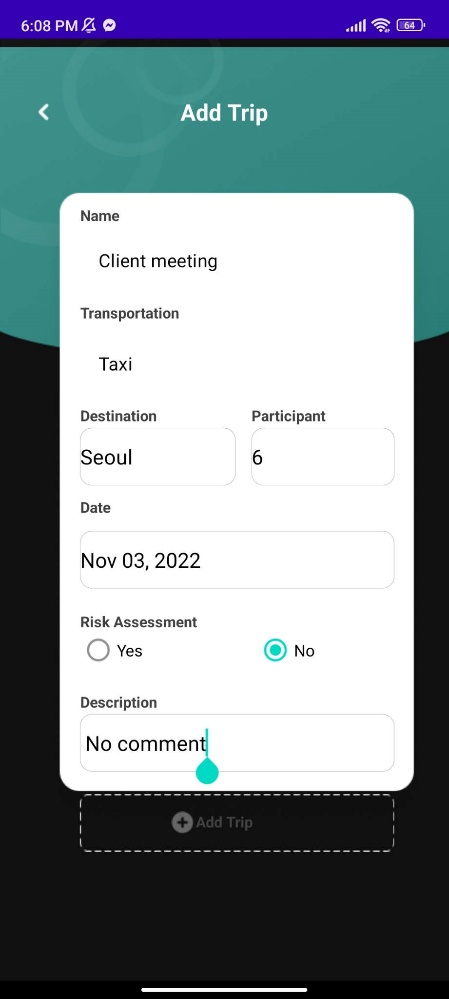 6:08 PM
64
Add Trip
Name
Client meeting
Transportation
Taxi
Destination Participant
Seoul 6
Date
Nov 03, 2022
Risk Assessment
Yes No
Description
No comment
Add Trip